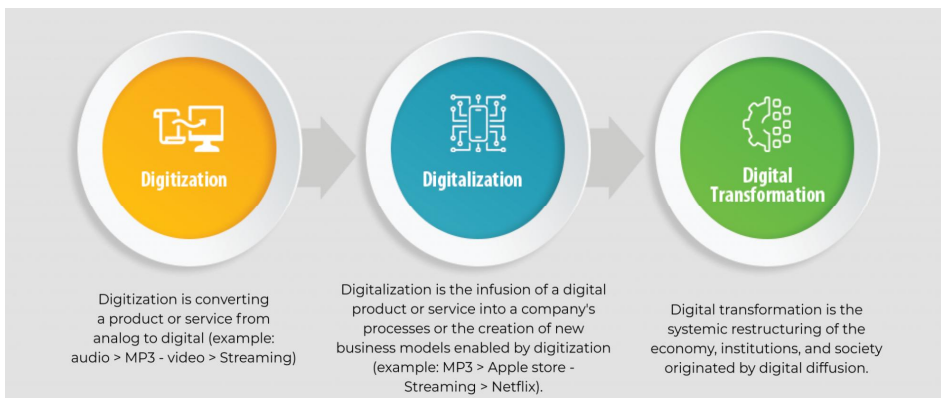 Digitization
Digitalization
Digital
Transformation
Digitization is converting
a product or service from
analog to digital (example:
audio > MP3 - video > Streaming)
Digitalization is the infusion of a digital
product or service into a company's
processes or the creation of new
business models enabled by digitization
(example: MP3 > Apple store -
Streaming > Netflix).
Digital transformation is the
systemic restructuring of the
economy, institutions, and society
originated by digital diffusion.